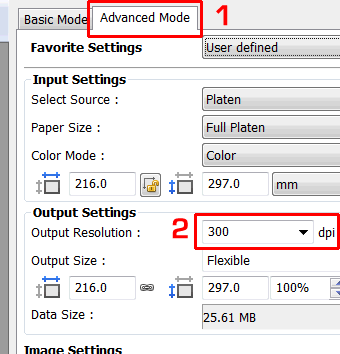 Basic Mode Advanced Mode 1
Favorite Settings User defined
Input Settings
Select Source : Platen
Paper Size : Full Platen
Color Mode : Color
216.0 297.0 mm
Output Settings
Output Resolution : 2 300 dpi
Output Size : Flexible
216.0 297.0 100%
Data Size : 25.61 MB
Image Settings